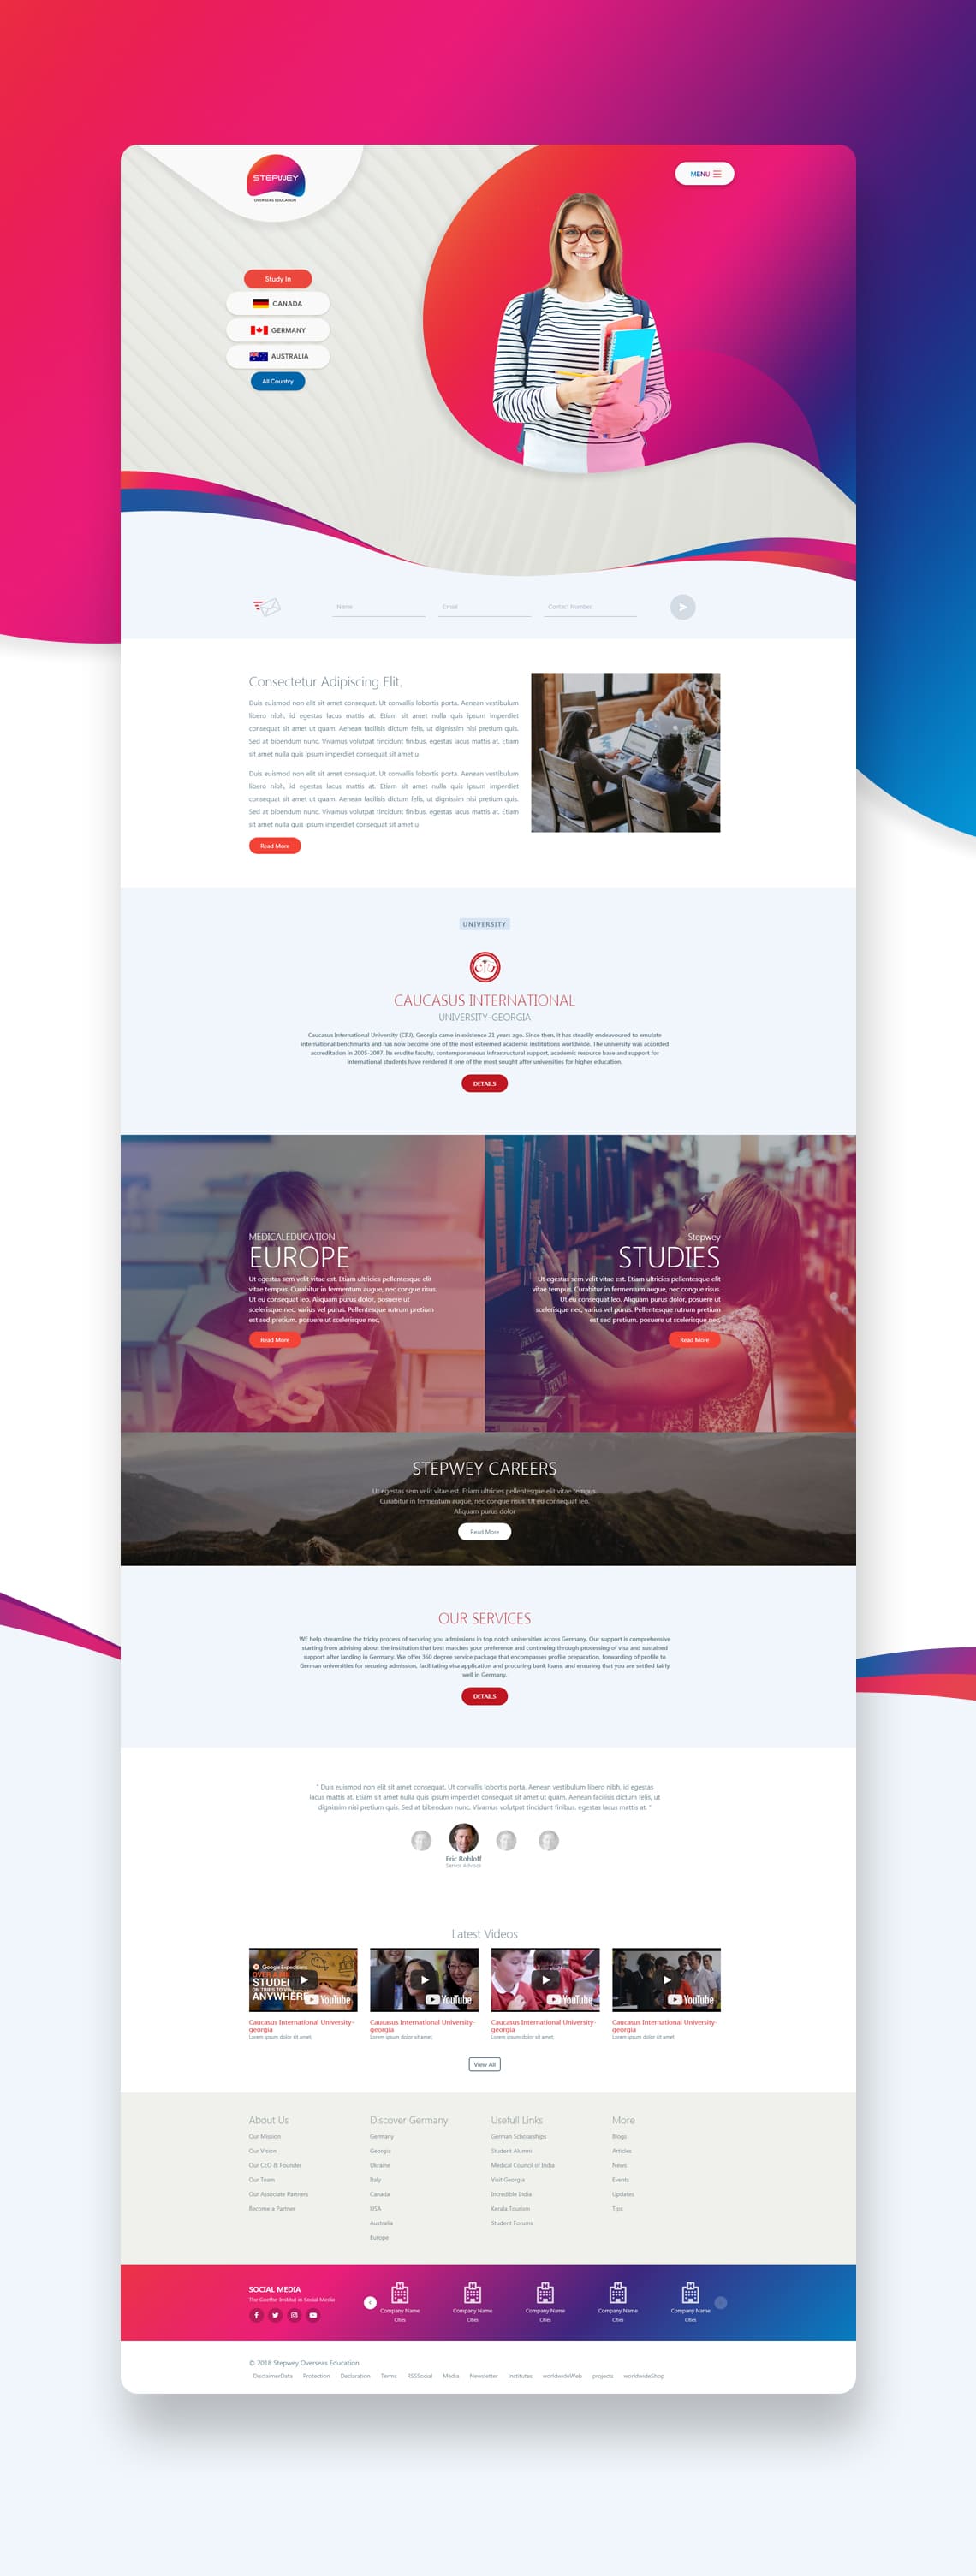 STEPWEY
OVERSEAS EDUCATION
MENU
Study In
CANADA
GERMANY
AUSTRALIA
All Country
Name
Email
Contact Number
Consectetur Adipiscing Elit,
Duis euismod non elit sit amet consequat. Ut convallis lobortis porta. Aenean vestibulum
libero nibh, id egestas lacus mattis at. Etiam sit amet nulla quis ipsum imperdiet
consequat sit amet ut quam. Aenean facilisis dictum felis, ut dignissim nisi pretium quis.
Sed at bibendum nunc. Vivamus volutpat tincidunt finibus. egestas lacus mattis at. Etiam
sit amet nulla quis ipsum imperdiet consequat sit amet u
Duis euismod non elit sit amet consequat. Ut convallis lobortis porta. Aenean vestibulum
libero nibh, id egestas lacus mattis at. Etiam sit amet nulla quis ipsum imperdiet
consequat sit amet ut quam. Aenean facilisis dictum felis, ut dignissim nisi pretium quis.
Sed at bibendum nunc. Vivamus volutpat tincidunt finibus. egestas lacus mattis at. Etiam
sit amet nulla quis ipsum imperdiet consequat sit amet u
Read More
UNIVERSITY
CAUCASUS INTERNATIONAL
UNIVERSITY-GEORGIA
Caucasus International University (CIU), Georgia came in existence 21 years ago. Since then, it has steadily endeavoured to emulate
international benchmarks and has now become one of the most esteemed academic institutions worldwide. The university was accorded
accreditation in 2005-2007. Its erudite faculty, contemporaneous infrastructural support, academic resource base and support for
international students have rendered it one of the most sought after universities for higher education.
DETAILS
MEDICALEDUCATION
EUROPE
Ut egestas sem velit vitae est. Etiam ultricies pellentesque elit
vitae tempus. Curabitur in fermentum augue, nec congue risus.
Ut eu consequat leo. Aliquam purus dolor, posuere ut
scelerisque nec, varius vel purus. Pellentesque rutrum pretium
est sed pretium. posuere ut scelerisque nec,
Read More
Stepwey
STUDIES
Ut egestas sem velit vitae est. Etiam ultricies pellentesque elit
vitae tempus. Curabitur in fermentum augue, nec congue risus.
Ut eu consequat leo. Aliquam purus dolor, posuere ut
scelerisque nec, varius vel purus. Pellentesque rutrum pretium
est sed pretium. posuere ut scelerisque nec,
Read More
STEPWEY CAREERS
Ut egestas sem velit vitae est. Etiam ultricies pellentesque elit vitae tempus.
Curabitur in fermentum augue, nec congue risus. Ut eu consequat leo.
Aliquam purus dolor
Read More
OUR SERVICES
WE help streamline the tricky process of securing you admissions in top notch universities across Germany. Our support is comprehensive
starting from advising about the institution that best matches your preference and continuing through processing of visa and sustained
support after landing in Germany. We offer 360 degree service package that encompasses profile preparation, forwarding of profile to
German universities for securing admission, facilitating visa application and procuring bank loans, and ensuring that you are settled fairly
well in Germany.
DETAILS
" Duis euismod non elit sit amet consequat. Ut convallis lobortis porta. Aenean vestibulum libero nibh, id egestas
lacus mattis at. Etiam sit amet nulla quis ipsum imperdiet consequat sit amet ut quam. Aenean facilisis dictum felis, ut
dignissim nisi pretium quis. Sed at bibendum nunc. Vivamus volutpat tincidunt finibus. egestas lacus mattis at. "
Eric Rohloff
Senior Advisor
Latest Videos
Google Expeditions
STUDE
ON TRIPS TO
ANYWHERE
YouTube
YouTube
YouTube
YouTube
Caucasus International University-
georgia
Lorem ipsum dolor sit amet,
Caucasus International University-
georgia
Lorem ipsum dolor sit amet,
Caucasus International University-
georgia
Lorem ipsum dolor sit amet,
Caucasus International University-
georgia
Lorem ipsum dolor sit amet,
View All
About Us
Our Mission
Our Vision
Our CEO & Founder
Our Team
Our Associate Partners
Become a Partner
Discover Germany
Germany
Georgia
Ukraine
Italy
Canada
USA
Australia
Europe
Usefull Links
German Scholarships
Student Alumni
Medical Council of India
Visit Georgia
Incredible India
Kerala Tourism
Student Forums
More
Blogs
Articles
News
Events
Updates
Tips
SOCIAL MEDIA
The Goethe-Institut in Social Media
Company Name
Cities
Company Name
Cities
Company Name
Cities
Company Name
Cities
Company Name
Cities
© 2018 Stepwey Overseas Education
DisclaimerData Protection Declaration Terms RSSSocial Media Newsletter Institutes worldwideWeb projects worldwideShop